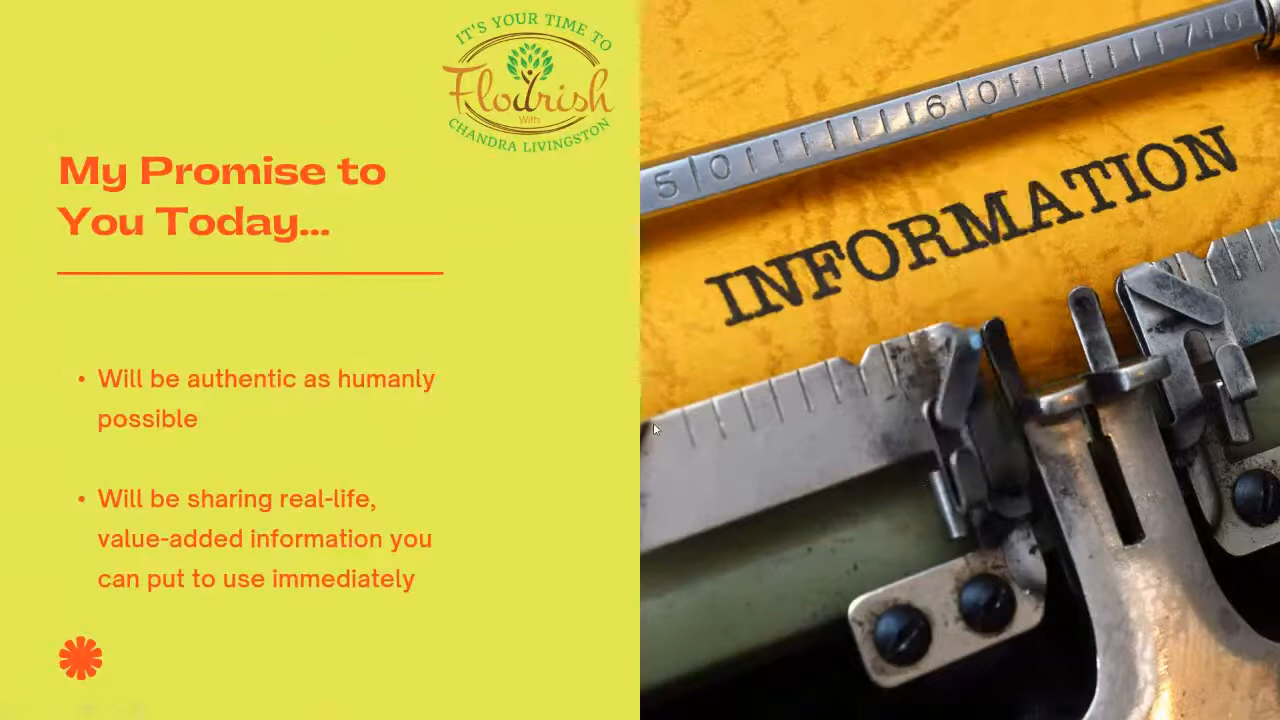 IT'S YOUR TIME TO
Flourish
With
CHANDRA LIVINGSTON
My Promise to
You Today...
• Will be authentic as humanly
possible
• Will be sharing real-life,
value-added information you
can put to use immediately
5|0 6|0 7|0
INFORMATION